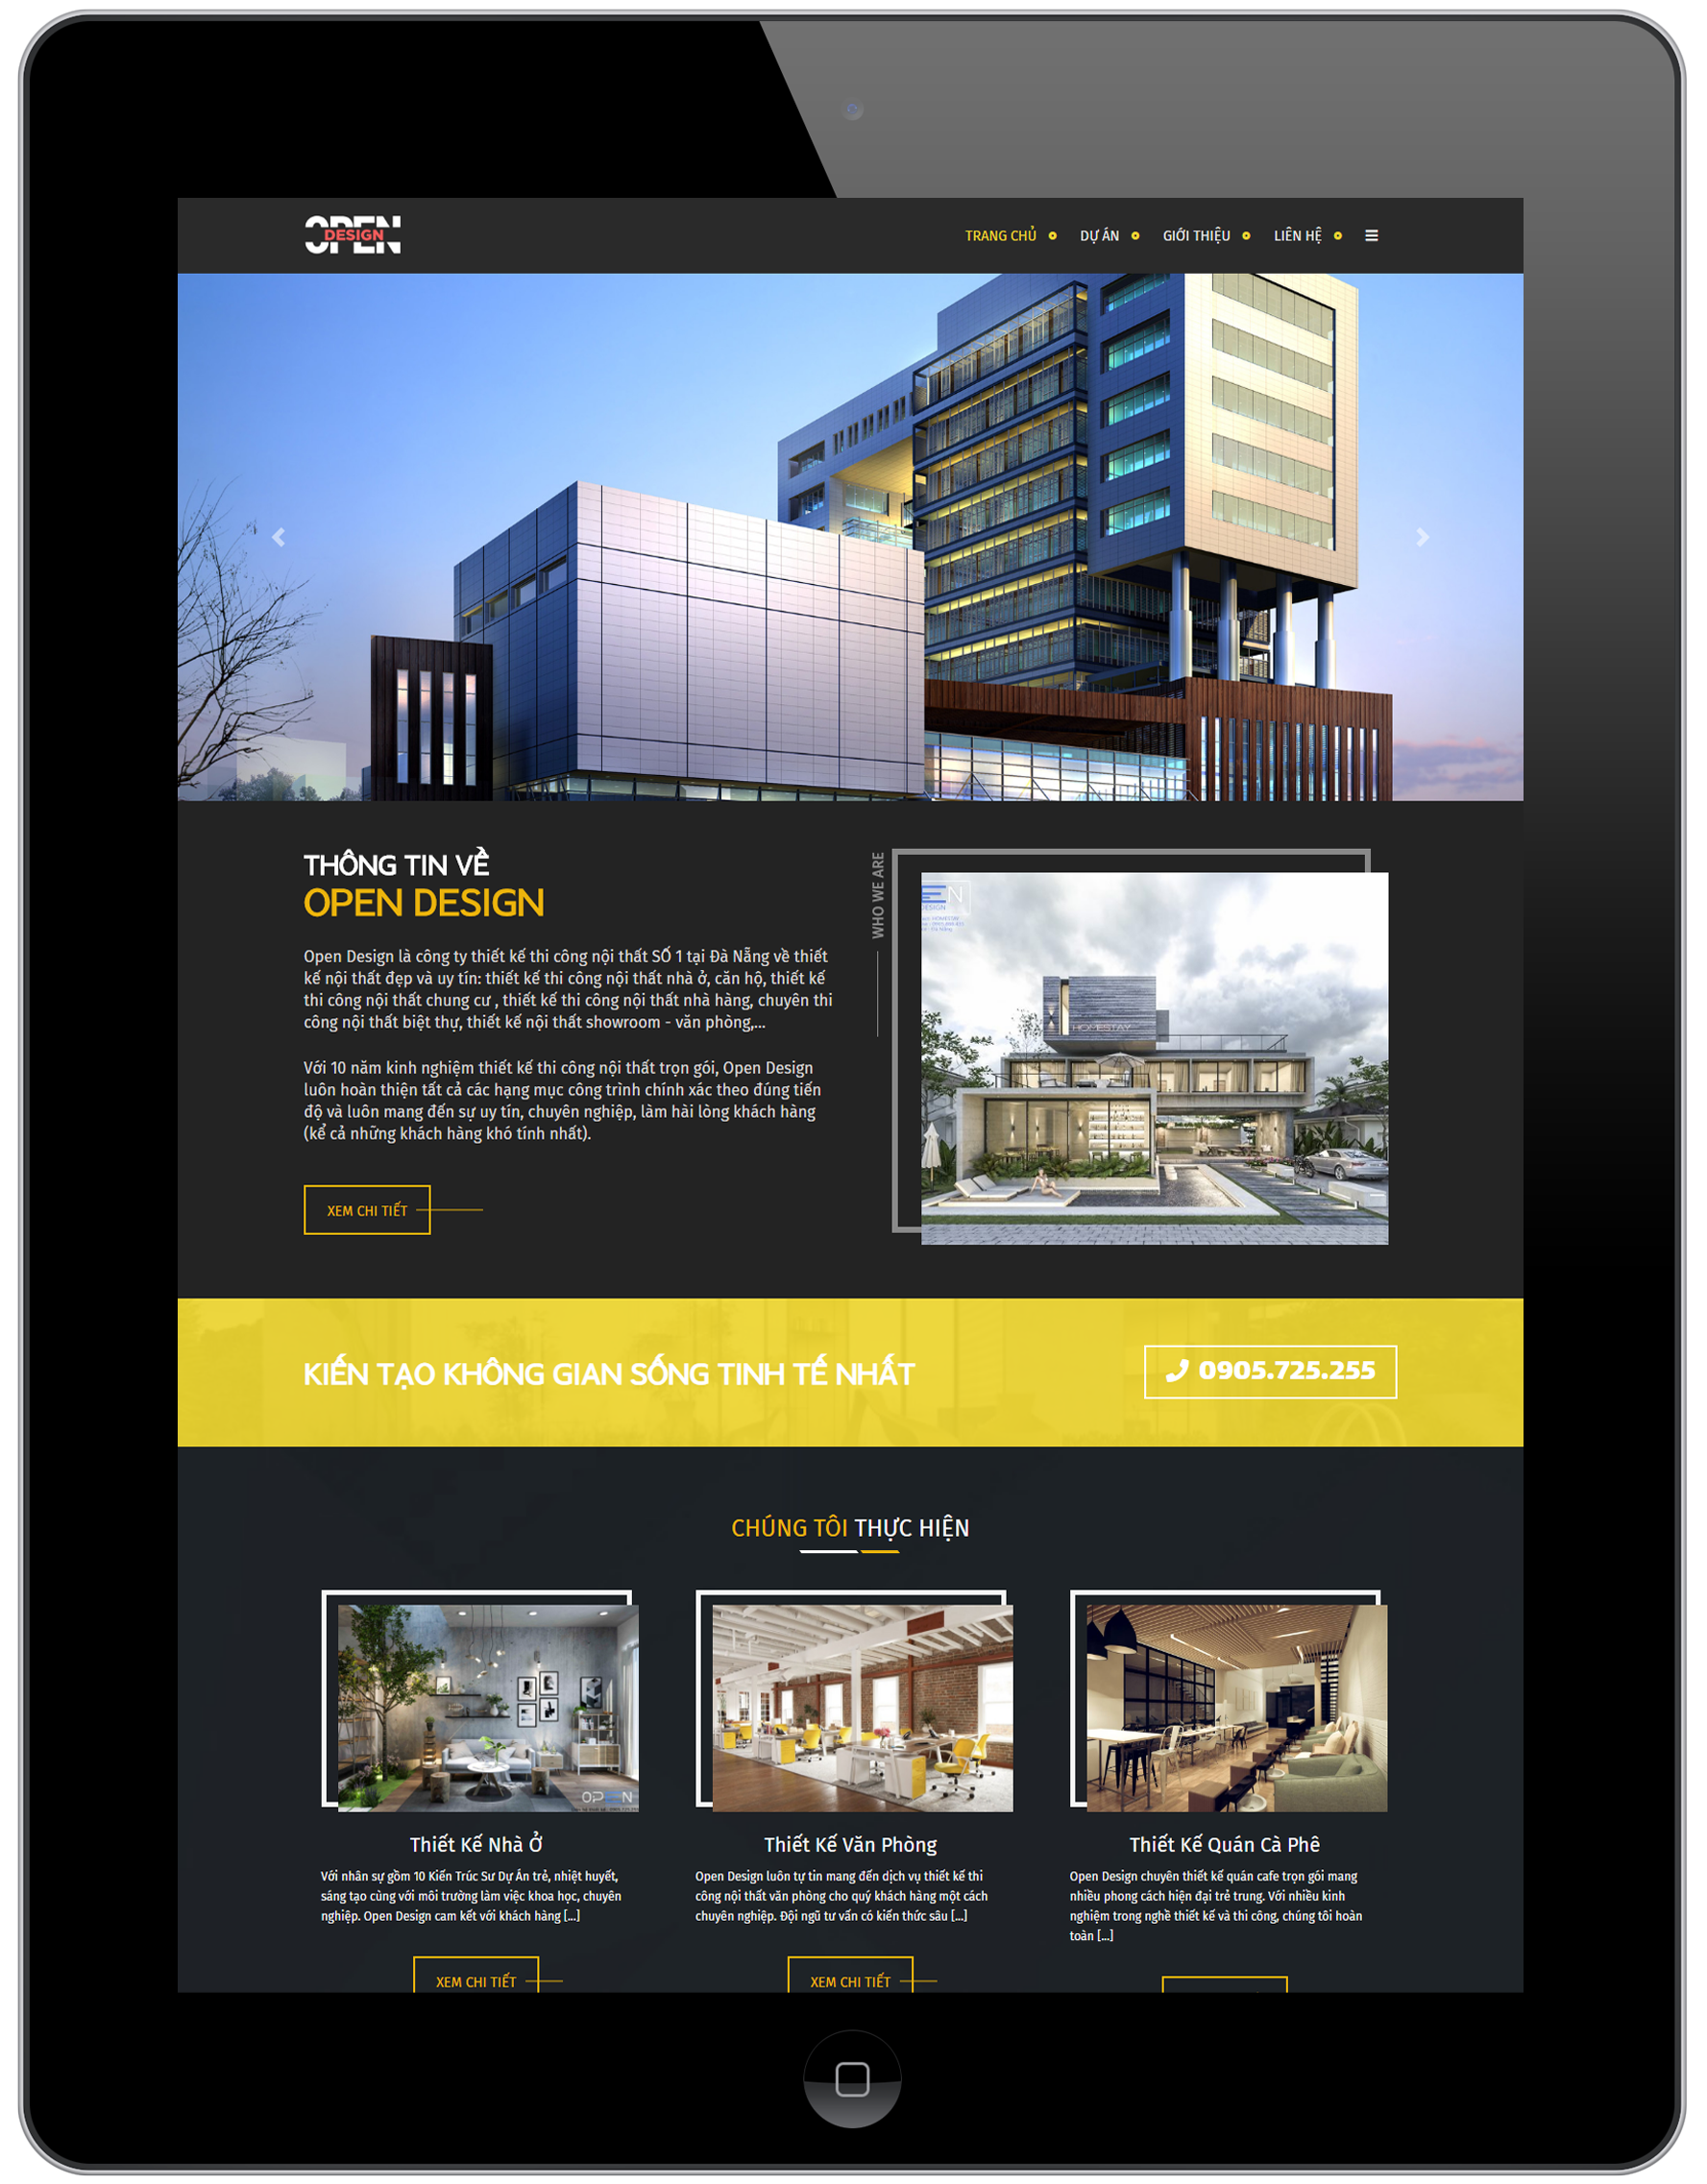 OPEN
DESIGN
TRANG CHỦ
DỰ ÁN
GIỚI THIỆU
LIÊN HỆ
THÔNG TIN VỀ
OPEN DESIGN
Open Design là công ty thiết kế thi công nội thất SỐ 1 tại Đà Nẵng về thiết
kế nội thất đẹp và uy tín: thiết kế thi công nội thất nhà ở, căn hộ, thiết kế
thi công nội thất chung cư , thiết kế thi công nội thất nhà hàng, chuyên thi
công nội thất biệt thự, thiết kế nội thất showroom - văn phòng,...
Với 10 năm kinh nghiệm thiết kế thi công nội thất trọn gói, Open Design
luôn hoàn thiện tất cả các hạng mục công trình chính xác theo đúng tiến
độ và luôn mang đến sự uy tín, chuyên nghiệp, làm hài lòng khách hàng
(kể cả những khách hàng khó tính nhất).
XEM CHI TIẾT
WHO WE ARE
HOMESTAY
KIẾN TẠO KHÔNG GIAN SỐNG TINH TẾ NHẤT
0905.725.255
CHÚNG TÔI THỰC HIỆN
OPEN
Thiết Kế Nhà Ở
Với nhân sự gồm 10 Kiến Trúc Sư Dự Án trẻ, nhiệt huyết,
sáng tạo cùng với môi trường làm việc khoa học, chuyên
nghiệp. Open Design cam kết với khách hàng [...]
XEM CHI TIẾT
Thiết Kế Văn Phòng
Open Design luôn tự tin mang đến dịch vụ thiết kế thi
công nội thất văn phòng cho quý khách hàng một cách
chuyên nghiệp. Đội ngũ tư vấn có kiến thức sâu [...]
XEM CHI TIẾT
Thiết Kế Quán Cà Phê
Open Design chuyên thiết kế quán cafe trọn gói mang
nhiều phong cách hiện đại trẻ trung. Với nhiều kinh
nghiệm trong nghề thiết kế và thi công, chúng tôi hoàn
toàn [...]